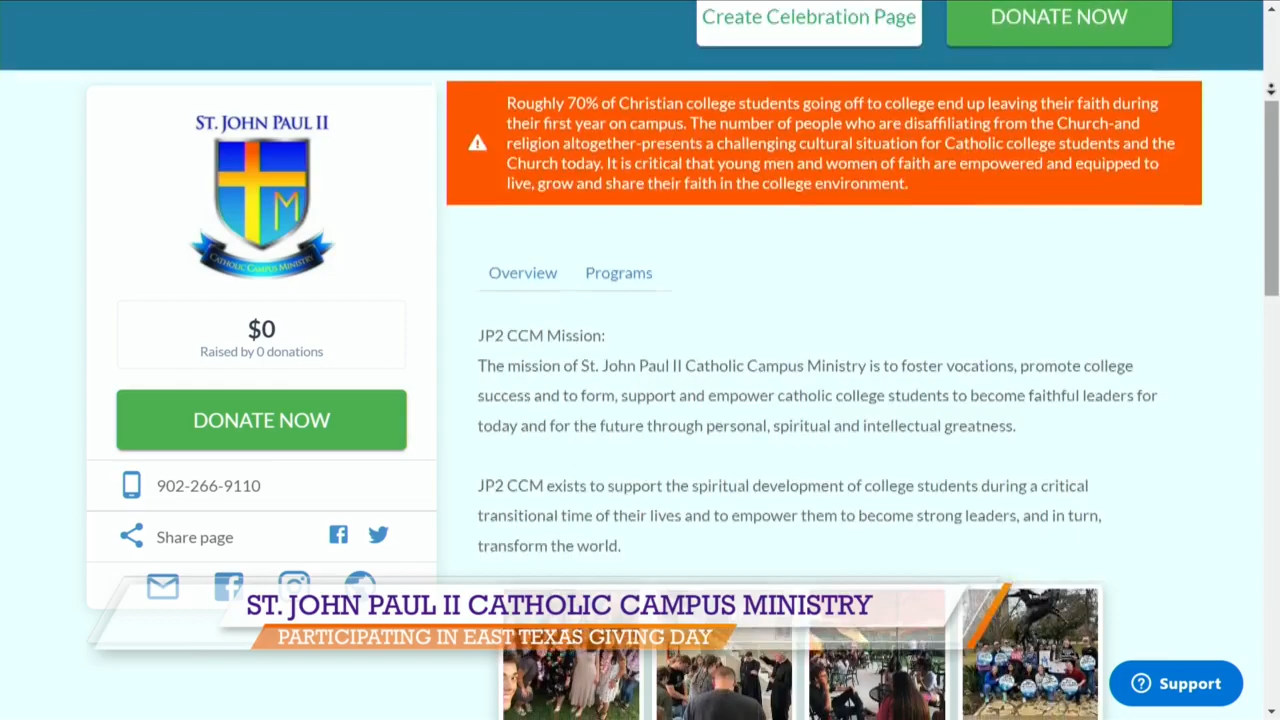 Create Celebration Page
DONATE NOW
ST. JOHN PAUL II
M
CATHOLIC CAMPUS MINISTRY
$0
Raised by 0 donations
DONATE NOW
902-266-9110
Share page
Roughly 70% of Christian college students going off to college end up leaving their faith during
their first year on campus. The number of people who are disaffiliating from the Church-and
religion altogether-presents a challenging cultural situation for Catholic college students and the
Church today. It is critical that young men and women of faith are empowered and equipped to
live, grow and share their faith in the college environment.
Overview
Programs
JP2 CCM Mission:
The mission of St. John Paul II Catholic Campus Ministry is to foster vocations, promote college
success and to form, support and empower catholic college students to become faithful leaders for
today and for the future through personal, spiritual and intellectual greatness.
JP2 CCM exists to support the spiritual development of college students during a critical
transitional time of their lives and to empower them to become strong leaders, and in turn,
transform the world.
ST. JOHN PAUL II CATHOLIC CAMPUS MINISTRY
PARTICIPATING IN EAST TEXAS GIVING DAY
Support